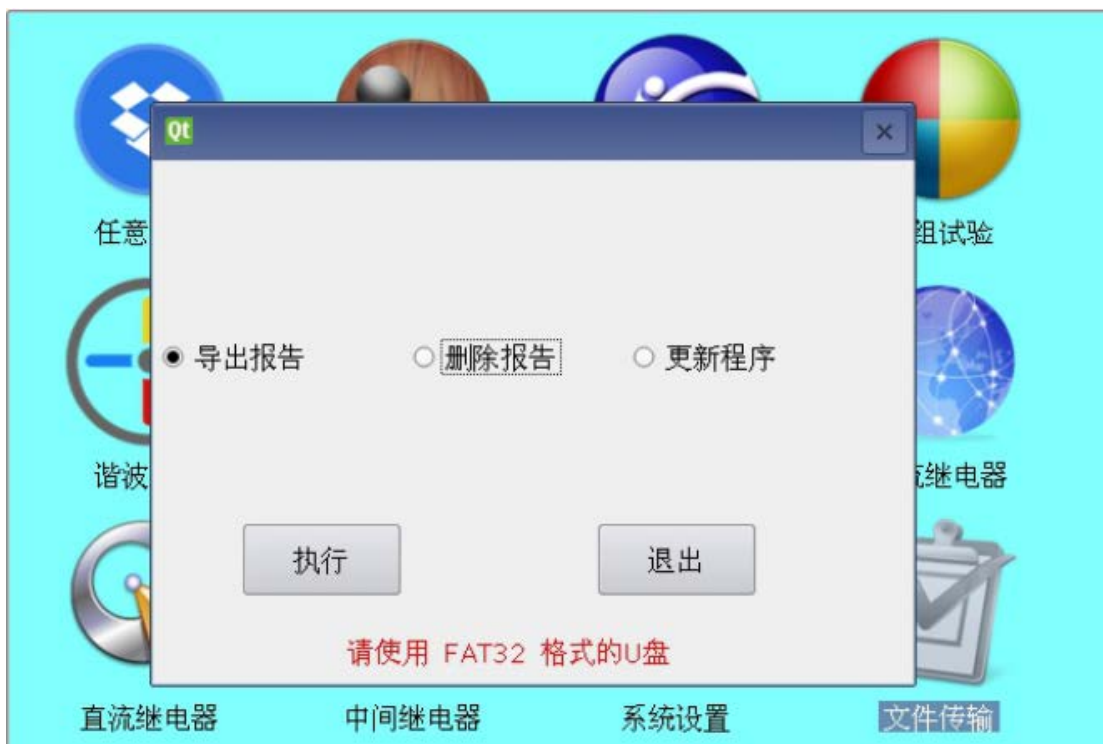 Qt
任意
组试验
导出报告 删除报告 更新程序
谐波
继电器
执行 退出
请使用 FAT32 格式的U盘
直流继电器 中间继电器 系统设置 文件传输